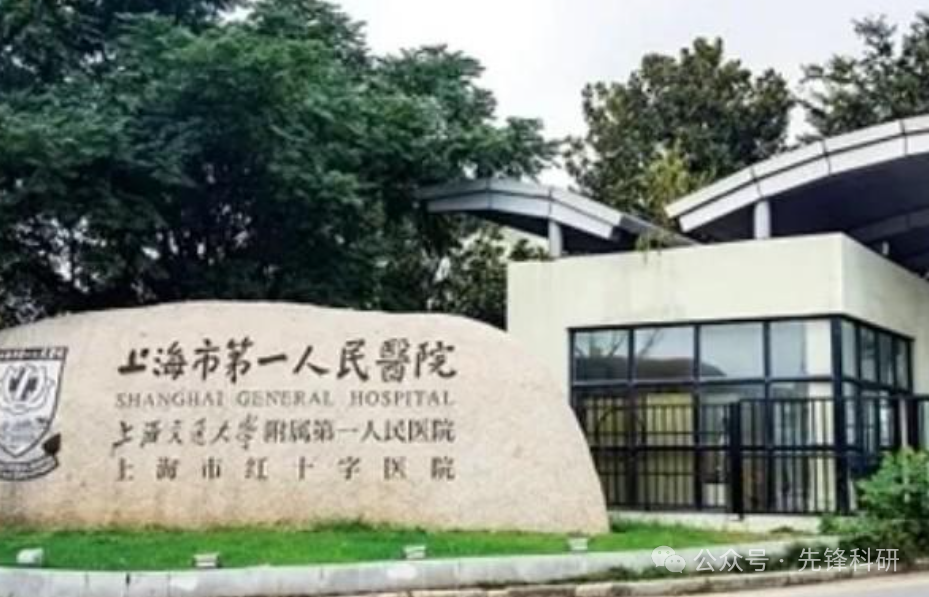 上海市第一人民醫院
SHANGHAI GENERAL HOSPITAL
上海交通大学附属第一人民医院
上海市红十字医院
公众号·先锋科研